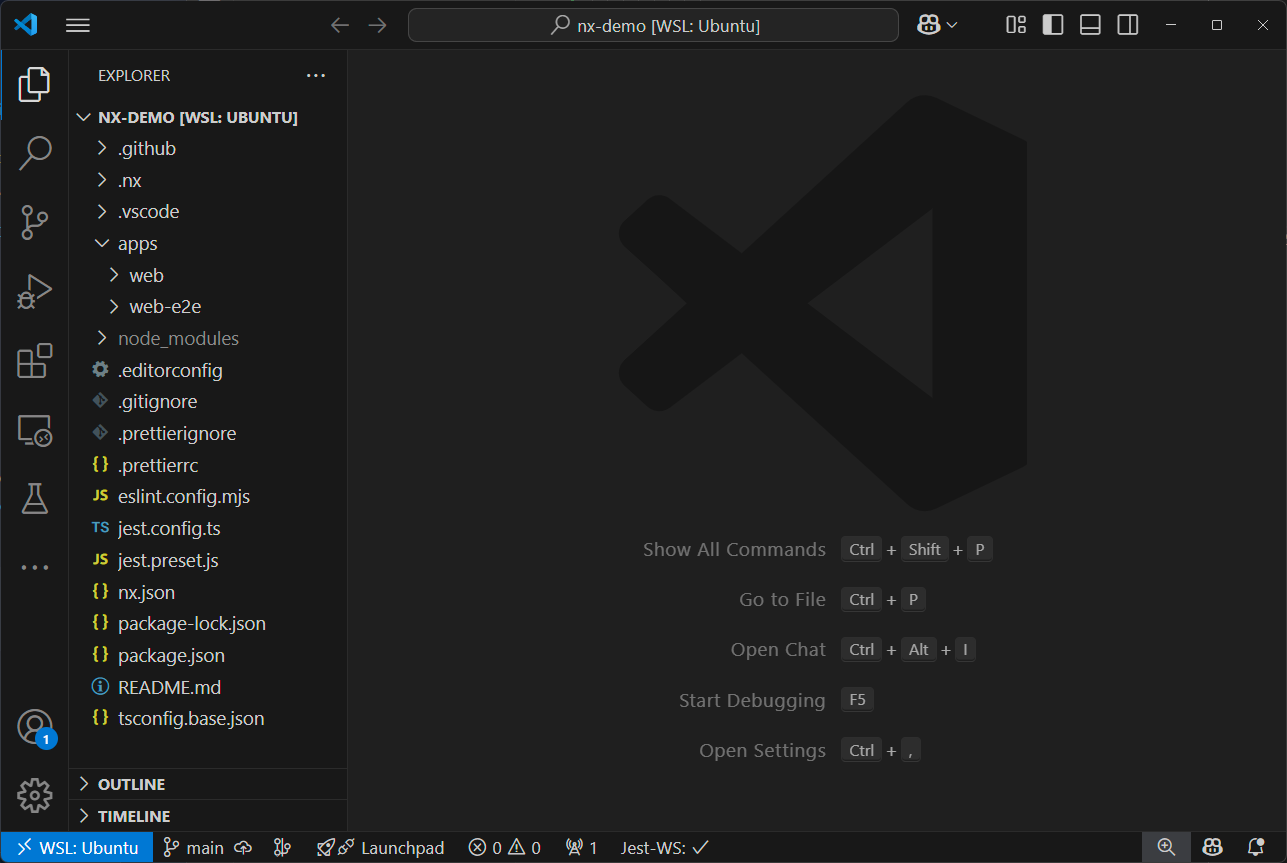 nx-demo [WSL: Ubuntu]
EXPLORER
NX-DEMO [WSL: UBUNTU]
.github
.nx
.vscode
apps
web
web-e2e
node_modules
.editorconfig
.gitignore
.prettierignore
{} .prettierrc
JS eslint.config.mjs
TS jest.config.ts
JS jest.preset.js
{} nx.json
{} package-lock.json
{} package.json
README.md
{} tsconfig.base.json
OUTLINE
TIMELINE
Show All Commands Ctrl + Shift + P
Go to File Ctrl + P
Open Chat Ctrl + Alt + I
Start Debugging F5
Open Settings Ctrl + ,
1
WSL: Ubuntu main Launchpad 0 0 1 Jest-WS: